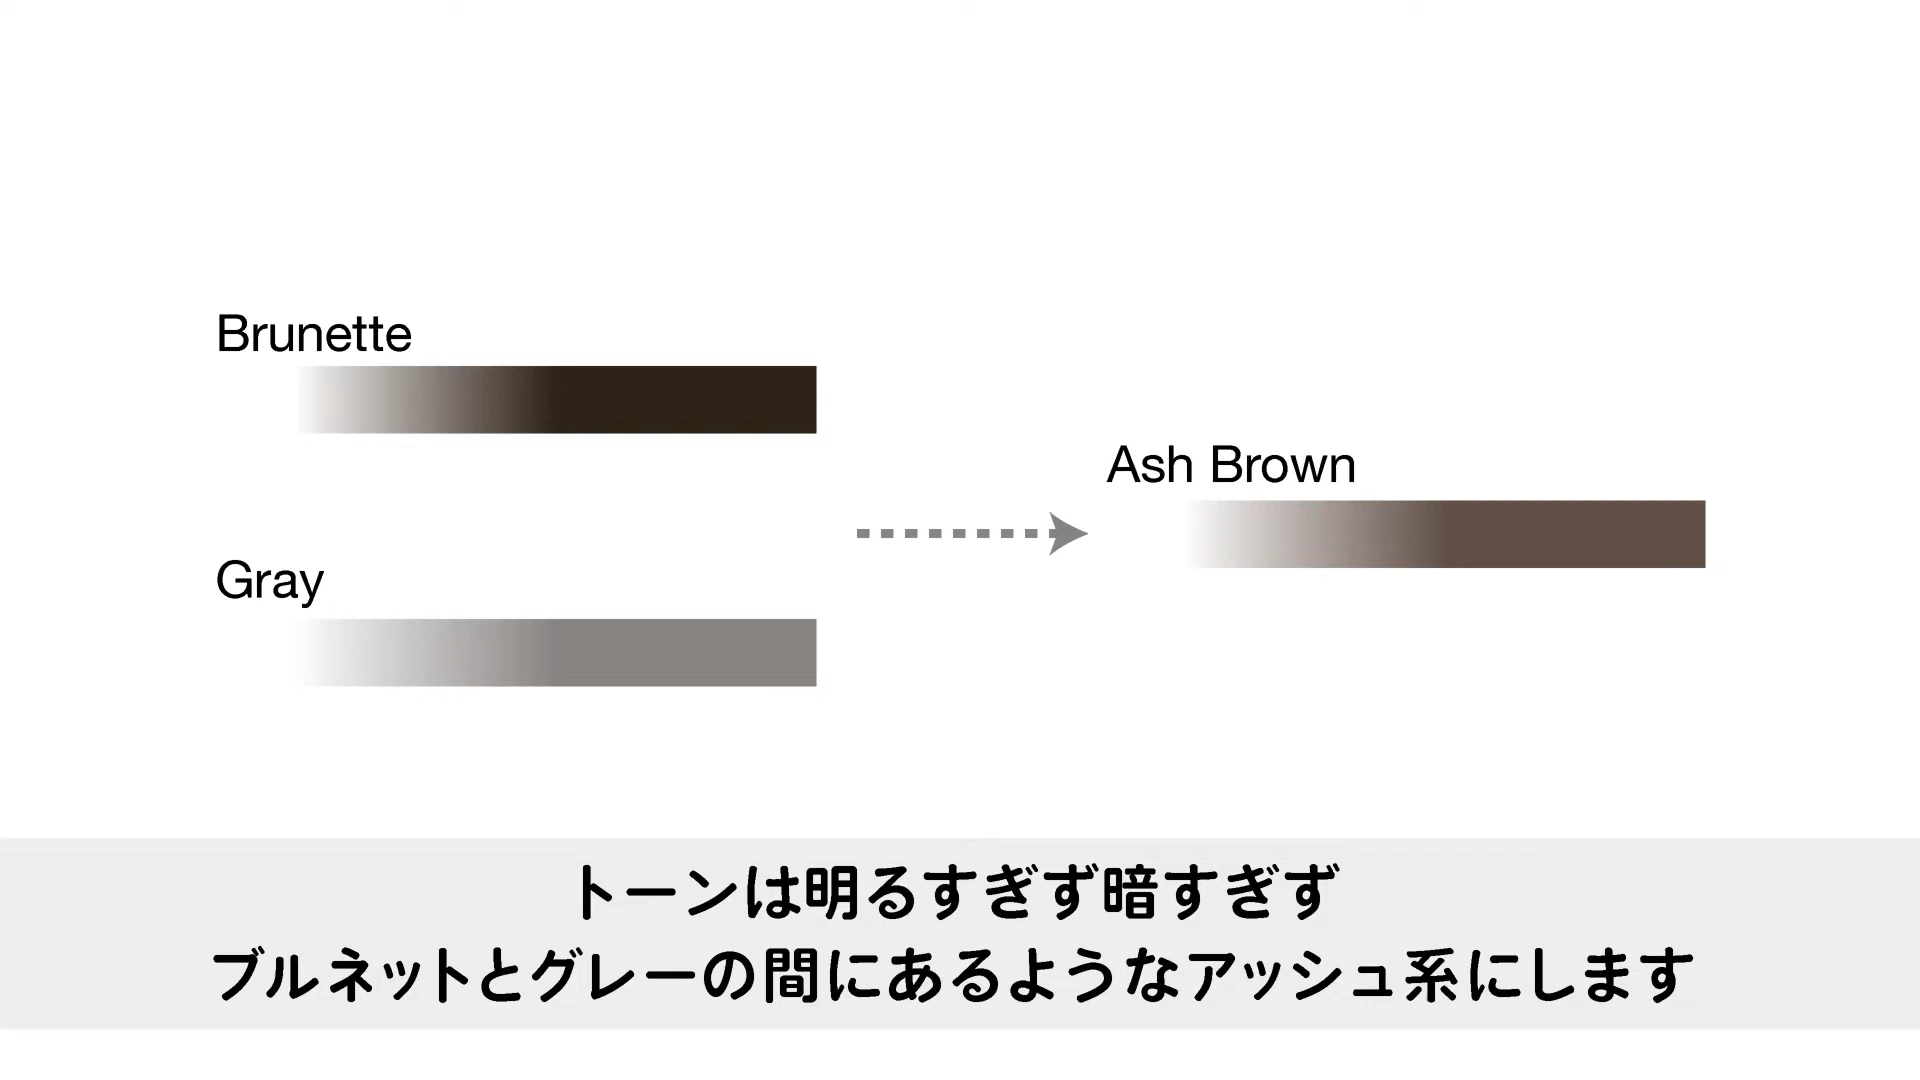 Brunette
Gray
Ash Brown
トーンは明るすぎず暗すぎず
ブルネットとグレーの間にあるようなアッシュ系にします